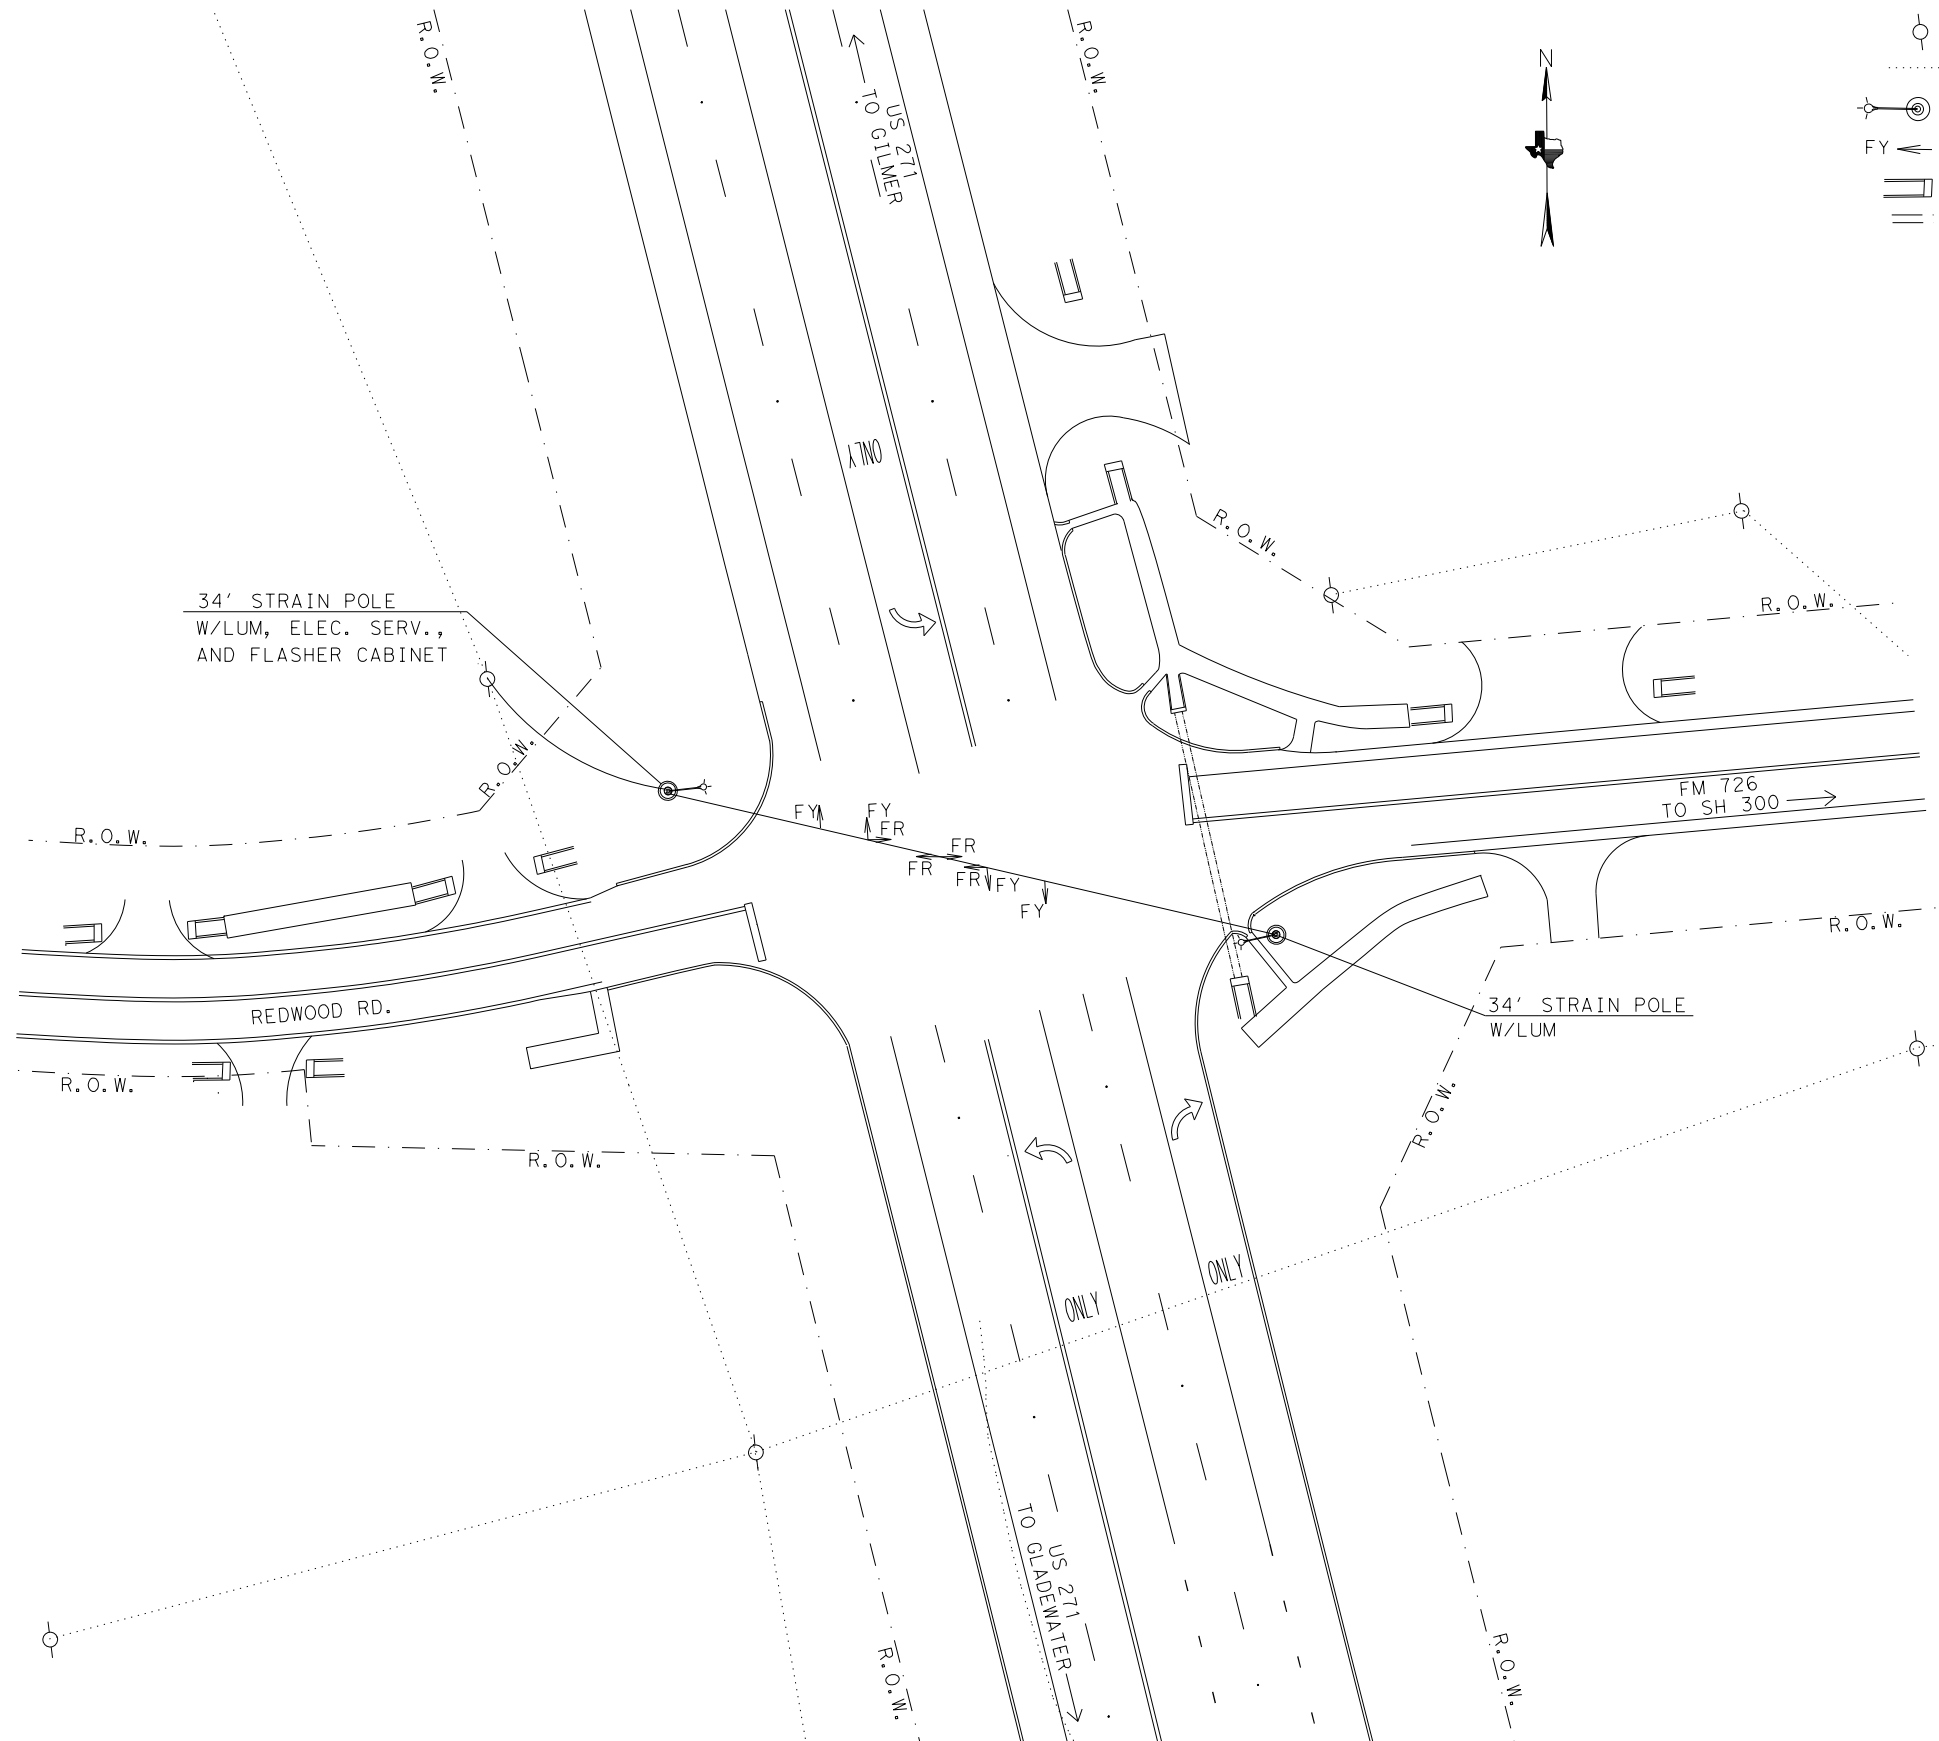 R.O.W.
US 271
TO GILMER
R.O.W.
N
FY
ONLY
R.O.W.
34' STRAIN POLE
W/LUM, ELEC. SERV.,
AND FLASHER CABINET
R.O.W.
R.O.W.
R.O.W.
FY
FY
FR
FR
FR
FR
FY
FY
FM 726
TO SH 300
R.O.W.
REDWOOD RD.
34' STRAIN POLE
W/LUM
R.O.W.
R.O.W.
R.O.W.
ONLY
ONLY
US 271
TO GLADEWATER
R.O.W.
R.O.W.